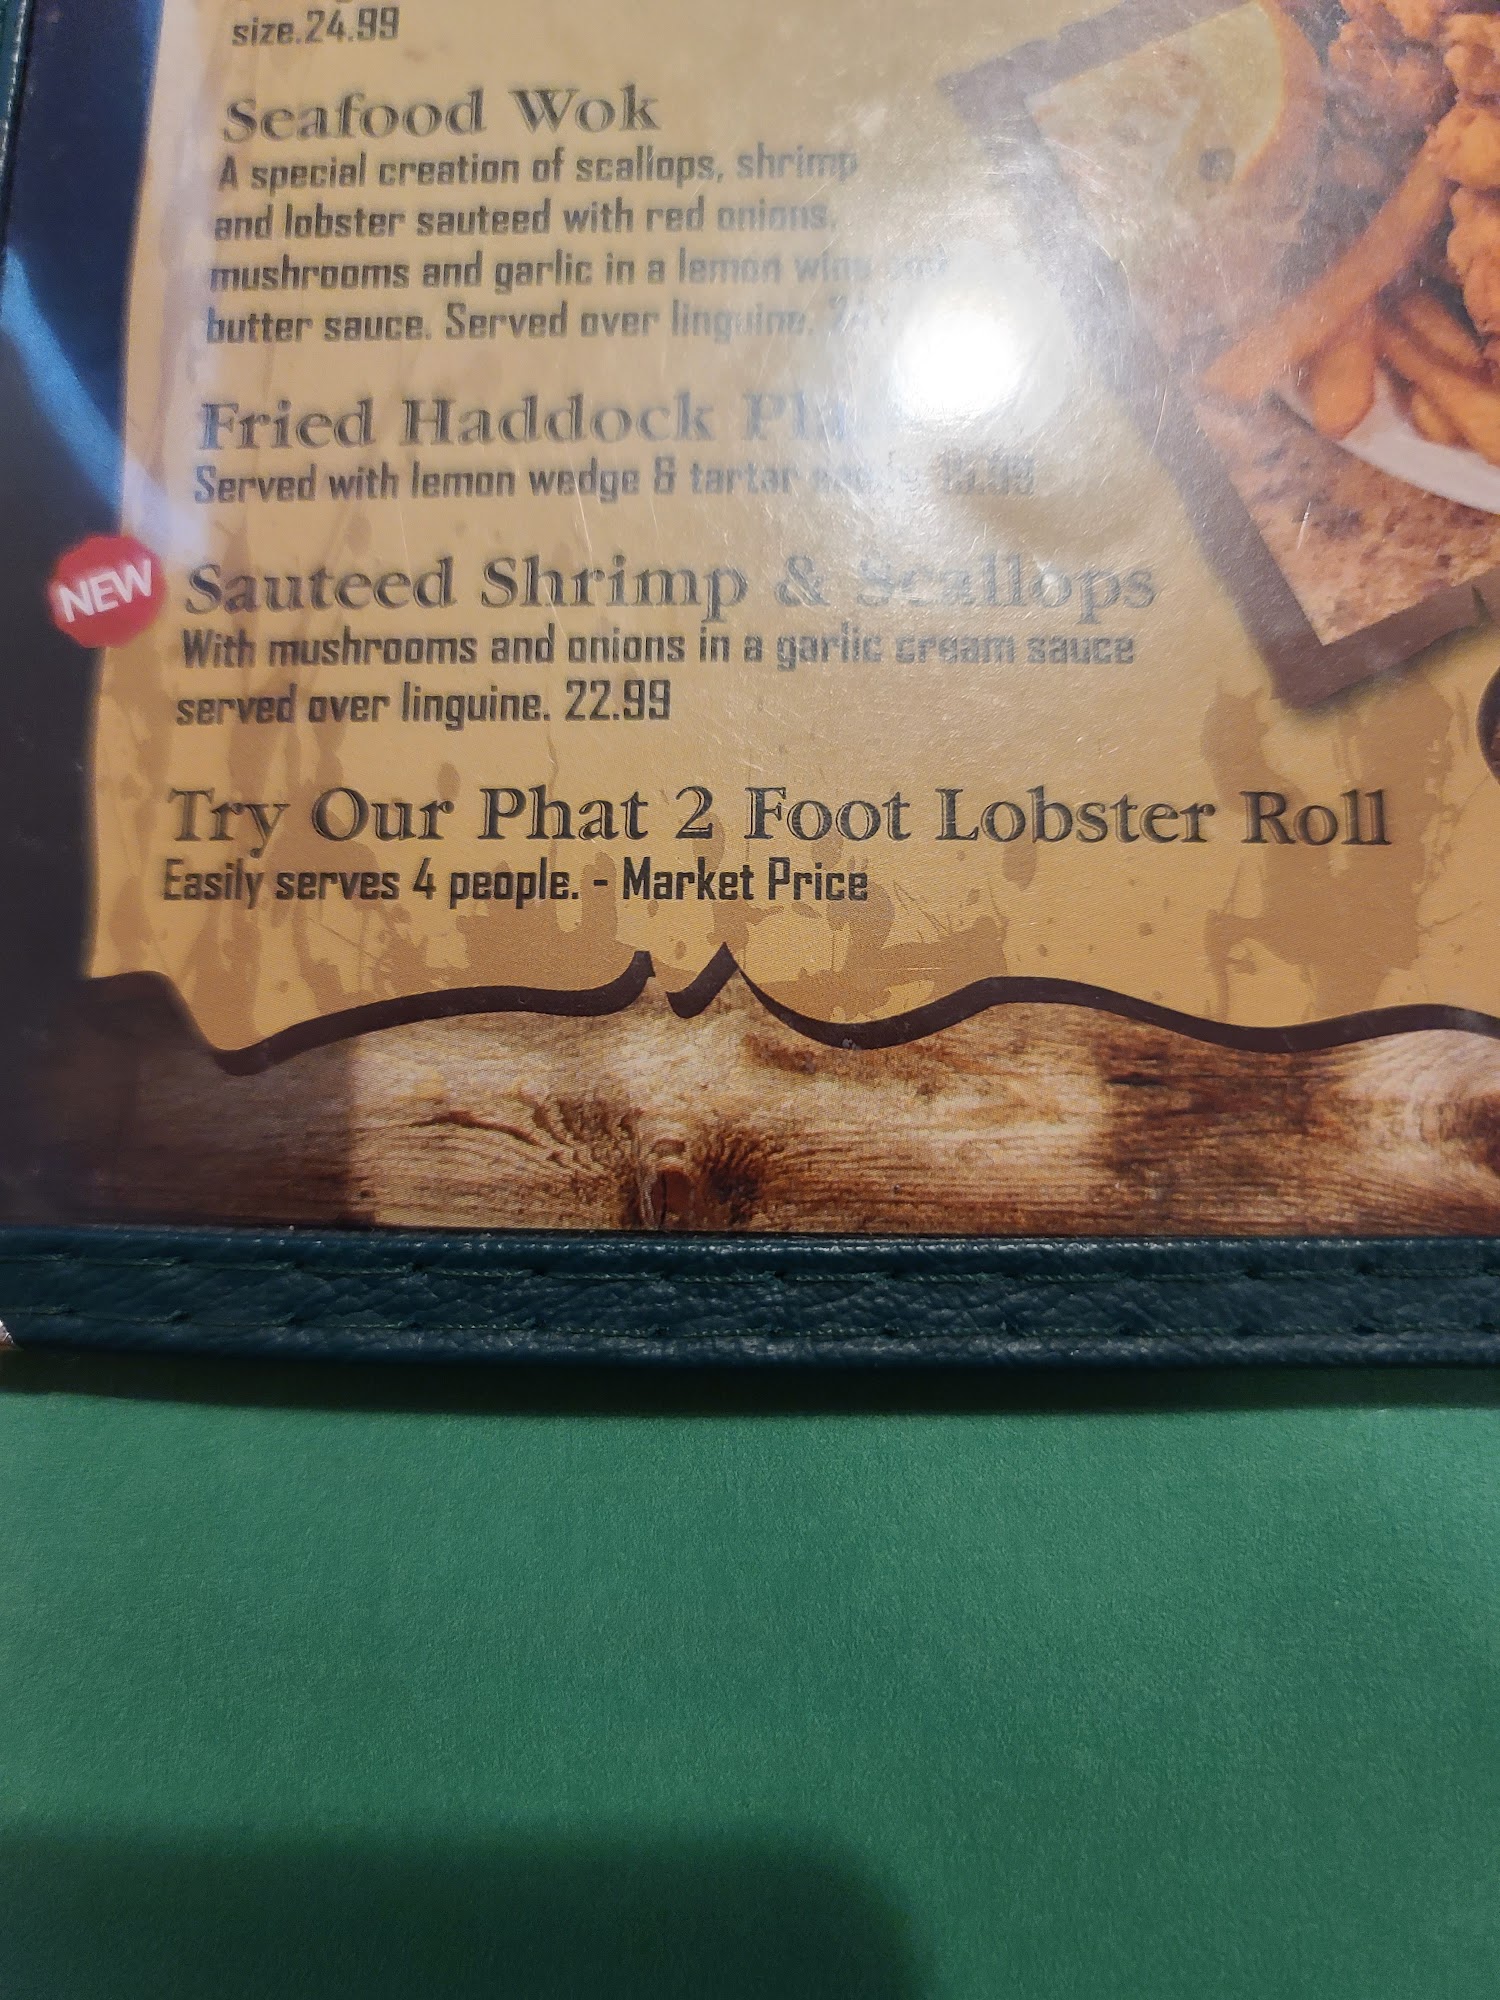 size.24.99
Seafood Wok
A special creation of scallops, shrimp
and lobster sauteed with red onions,
mushrooms and garlic in a lemon wine
butter sauce. Served over linguine.
Fried Haddock
Served with lemon wedge & tartar
NEW
Sauteed Shrimp & Scallops
With mushrooms and onions in a garlic cream sauce
served over linguine. 22.99
Try Our Phat 2 Foot Lobster Roll
Easily serves 4 people. - Market Price